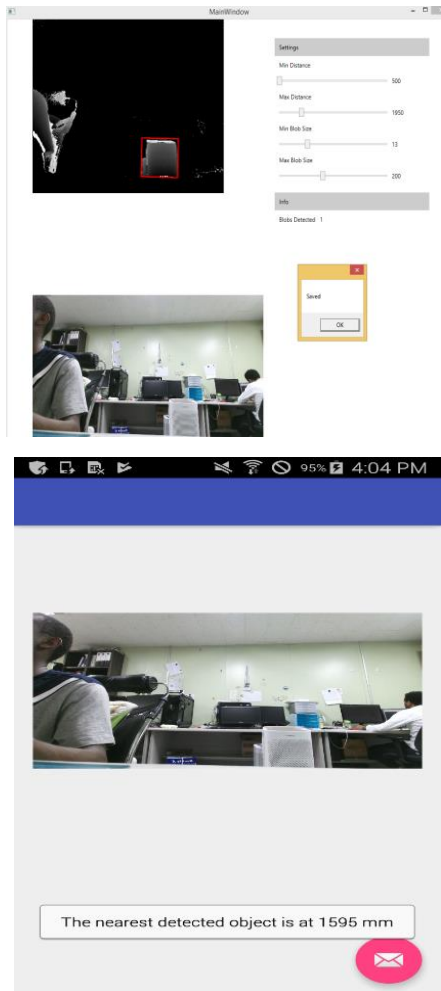 MainWindow
Settings
Min Distance
500
Max Distance
1950
Min Blob Size
13
Max Blob Size
200
Info
Blobs Detected 1
Saved
OK
95% 4:04 PM
The nearest detected object is at 1595 mm